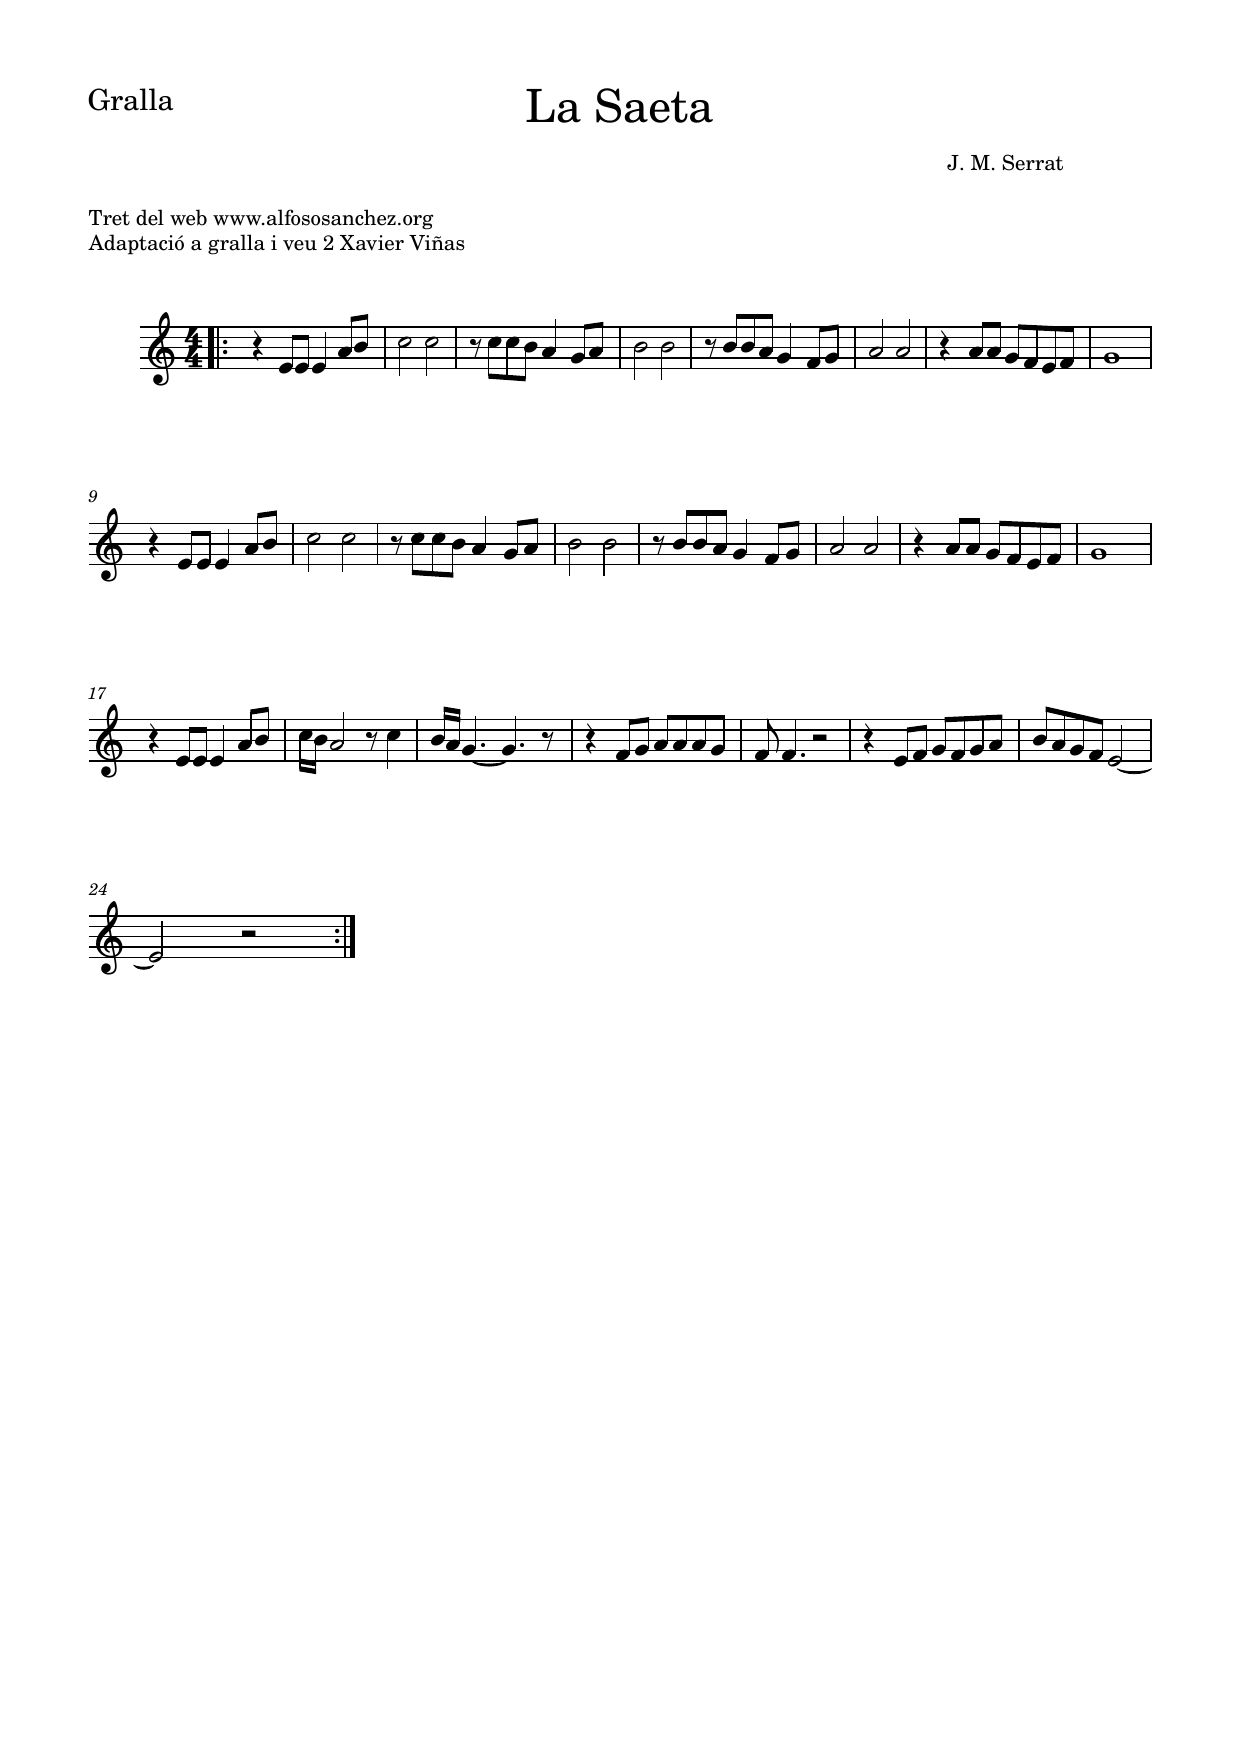 Gralla
La Saeta
J. M. Serrat
Tret del web www.alfososanchez.org
Adaptació a gralla i veu 2 Xavier Viñas
4
4
9
17
24